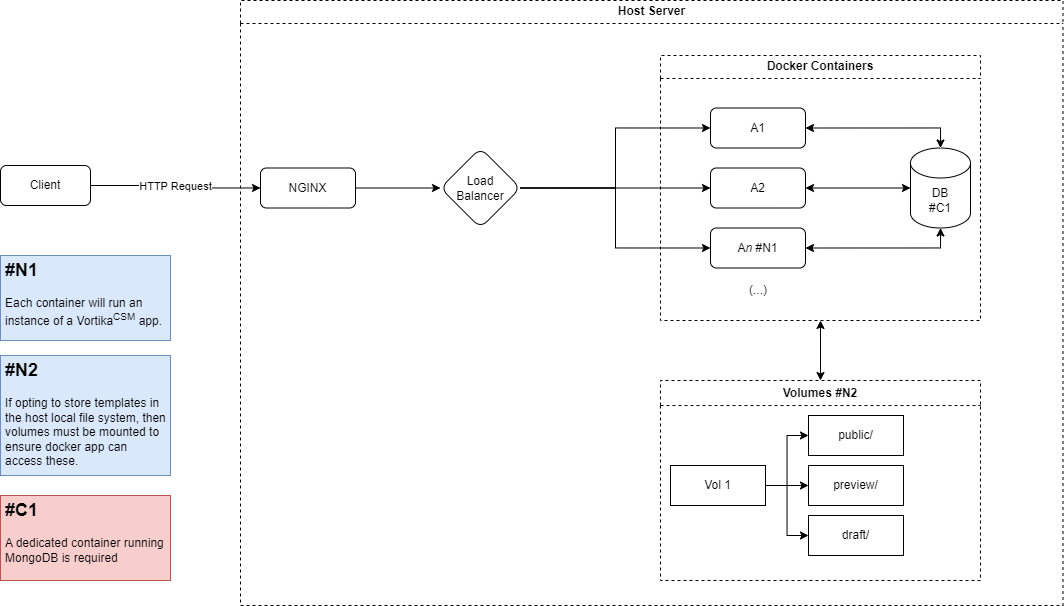 Host Server
Docker Containers
A1
Client
HTTP Request
NGINX
Load
Balancer
A2
DB
#C1
An #N1
(...)
#N1
Each container will run an
instance of a VortikaCSM app.
#N2
If opting to store templates in
the host local file system, then
volumes must be mounted to
ensure docker app can
access these.
Volumes #N2
public/
Vol 1
preview/
draft/
#C1
A dedicated container running
MongoDB is required